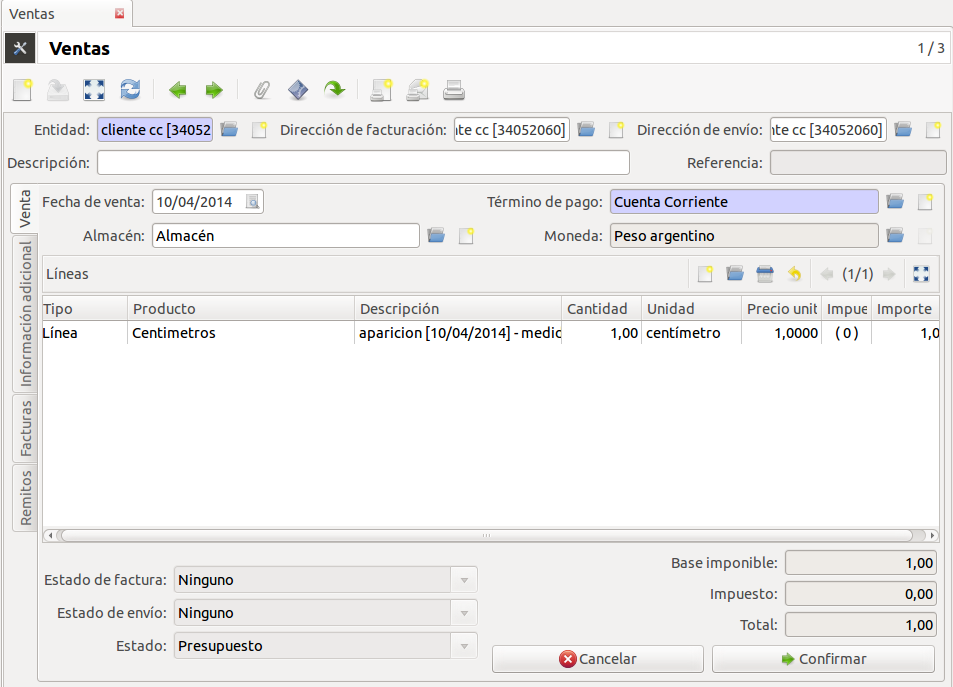 Ventas
Ventas 1 / 3
Entidad: cliente cc [34052 Dirección de facturación: ite cc [34052060] Dirección de envío: nte cc [34052060]
Descripción: Referencia:
Venta
Información adicional
Facturas
Remitos
Fecha de venta: 10/04/2014 Término de pago: Cuenta Corriente
Almacén: Almacén Moneda: Peso argentino
Líneas (1/1)
Tipo Producto Descripción Cantidad Unidad Precio unit Impue Importe
Línea Centimetros aparicion [10/04/2014] - medic 1,00 centímetro 1,0000 ( 0 ) 1,0
Estado de factura: Ninguno
Estado de envío: Ninguno
Estado: Presupuesto
Base imponible: 1,00
Impuesto: 0,00
Total: 1,00
Cancelar Confirmar